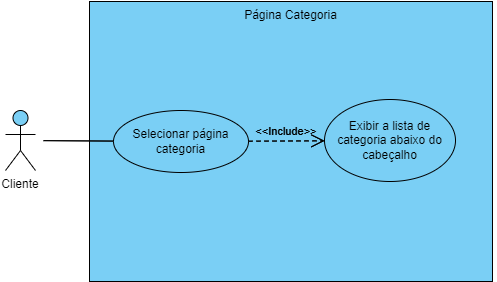 Página Categoria
Selecionar página
categoria
<<Include>>
Exibir a lista de
categoria abaixo do
cabeçalho
Cliente